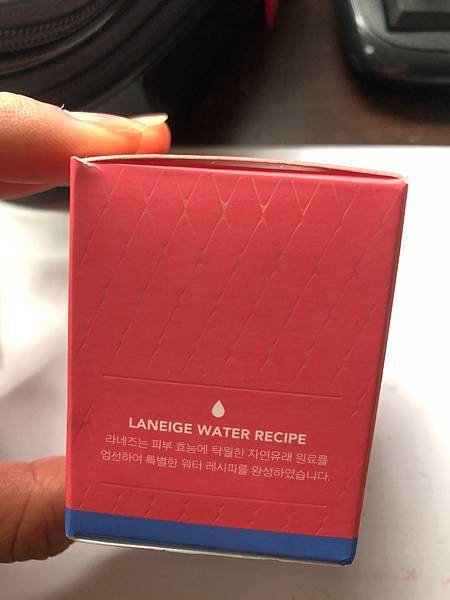 LANEIGE WATER RECIPE
라네즈는 피부 효능에 탁월한 자연유래 원료를
엄선하여 특별한 워터 레시피를 완성하였습니다.